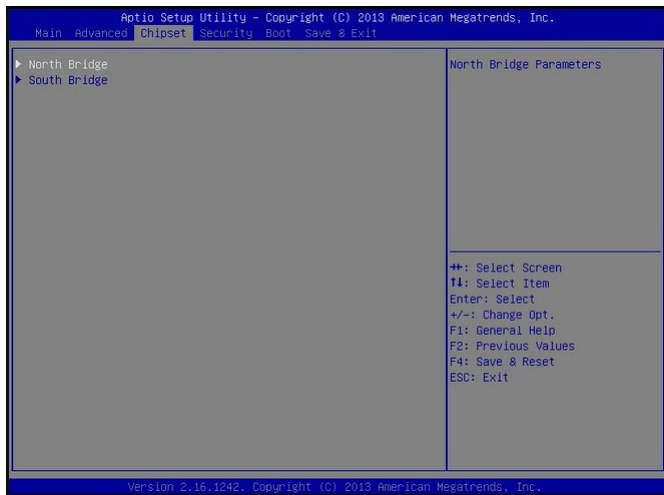 Aptio Setup Utility – Copyright (C) 2013 American Megatrends, Inc.
Main Advanced Chipset Security Boot Save & Exit
North Bridge
South Bridge
North Bridge Parameters
→←: Select Screen
↑↓: Select Item
Enter: Select
+/-: Change Opt.
F1: General Help
F2: Previous Values
F4: Save & Reset
ESC: Exit
Version 2.16.1242. Copyright (C) 2013 American Megatrends, Inc.